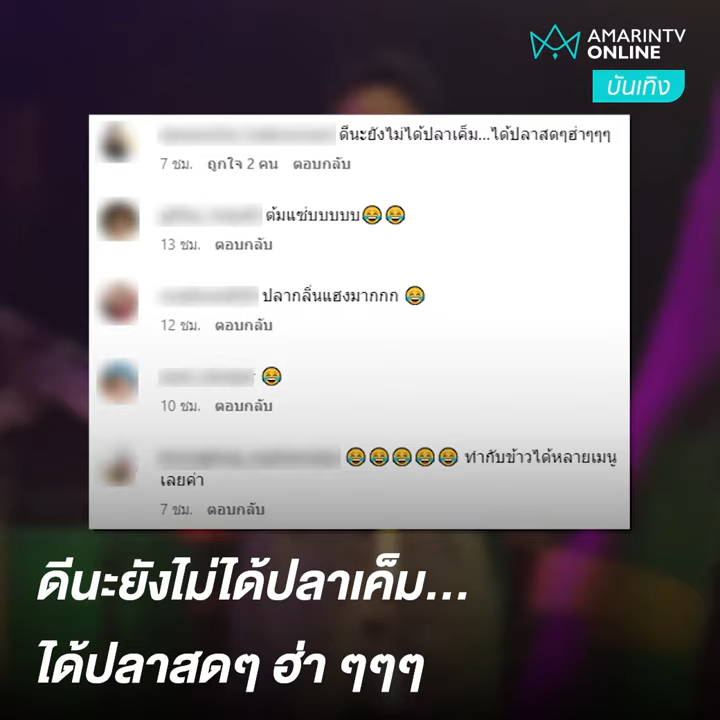 AMARINTV
ONLINE
บันเทิง
ดีนะยังไม่ได้ปลาเค็ม...ได้ปลาสดๆฮ่าๆๆๆ
7 ชม. ถูกใจ 2 คน ตอบกลับ
ต้มแซ่บบบบบ😂😂
13 ชม. ตอบกลับ
ปลากลิ่นแฮงมากกก 😂
12 ชม. ตอบกลับ
😂
10 ชม. ตอบกลับ
😂😂😂😂😂 ทำกับข้าวได้หลายเมนู
เลยค่า
7 ชม. ตอบกลับ
ดีนะยังไม่ได้ปลาเค็ม...
ได้ปลาสดๆ ฮ่า ๆๆๆ